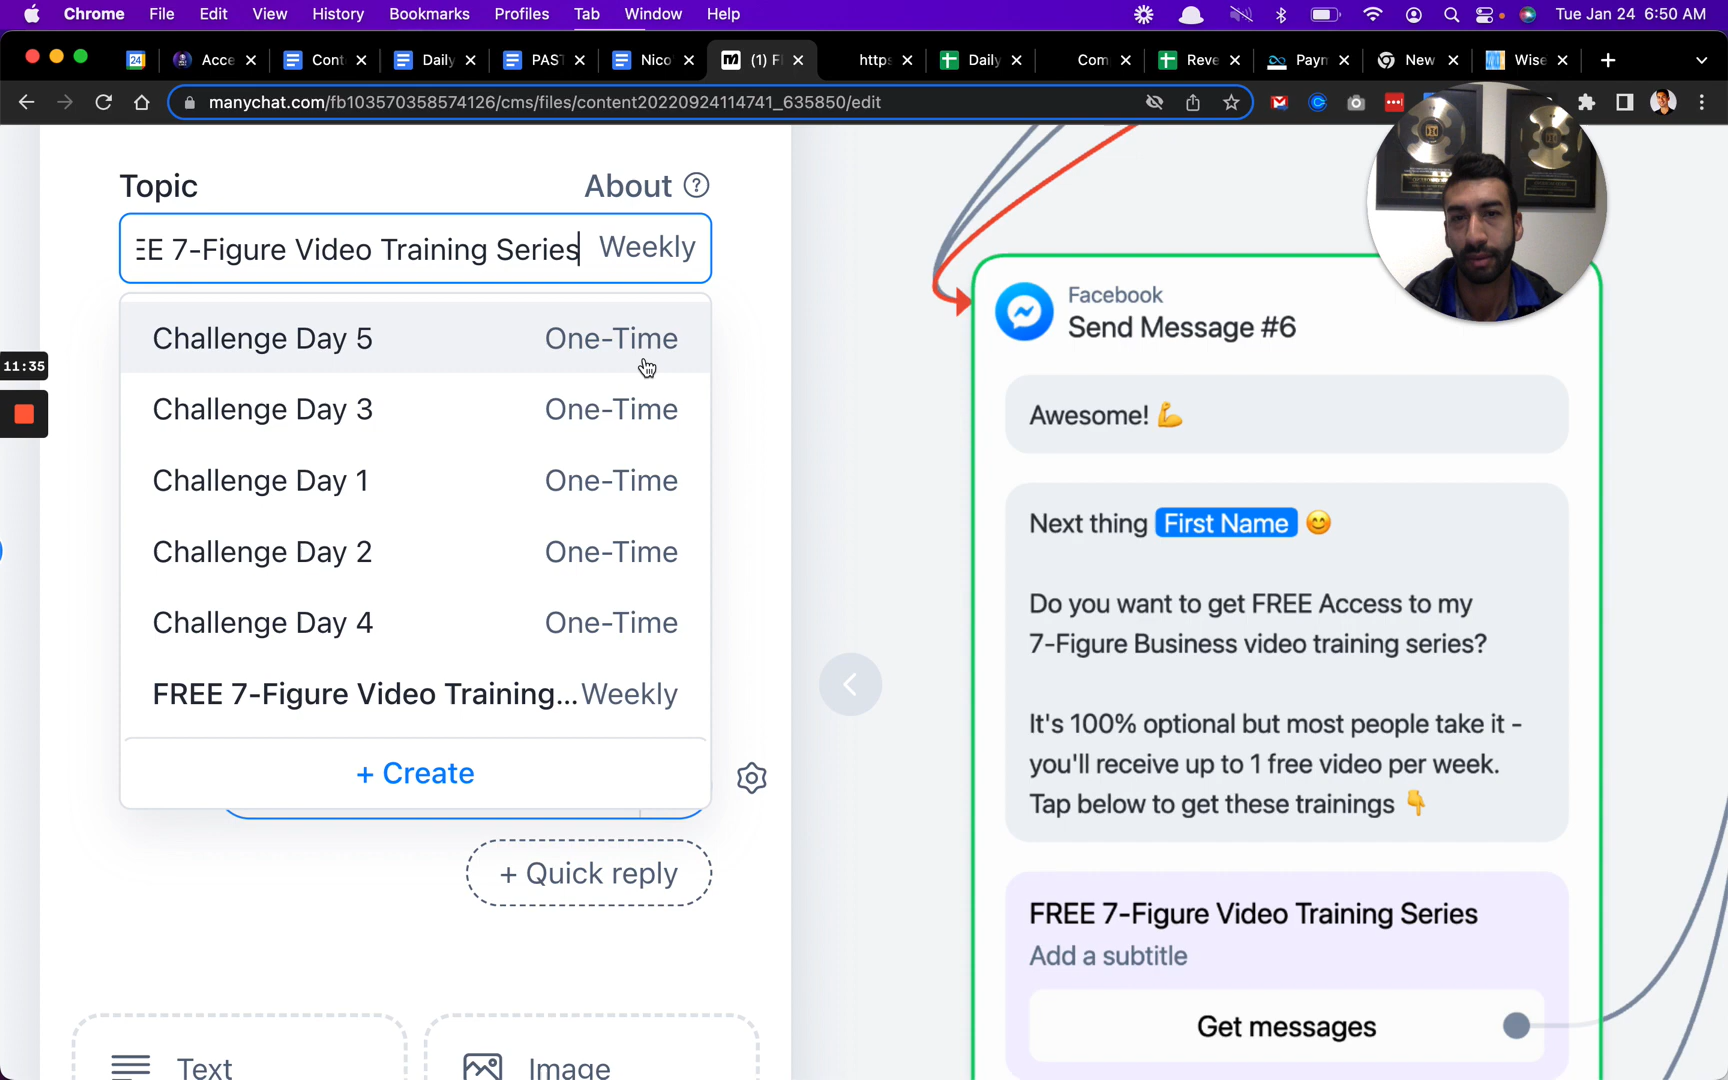 Chrome File Edit View History Bookmarks Profiles Tab Window Help Tue Jan 24 6:50 AM
24 Acce Cont Daily PAST Nico (1) F https Daily Com Reve Payn New Wise
manychat.com/fb103570358574126/cms/files/content20220924114741_635850/edit
Topic About
EE 7-Figure Video Training Series Weekly
Challenge Day 5 One-Time
11:35
Challenge Day 3 One-Time
Challenge Day 1 One-Time
Challenge Day 2 One-Time
Challenge Day 4 One-Time
FREE 7-Figure Video Training... Weekly
+ Create
+ Quick reply
Text Image
Facebook
Send Message #6
Awesome! 💪
Next thing First Name 😊
Do you want to get FREE Access to my
7-Figure Business video training series?
It's 100% optional but most people take it -
you'll receive up to 1 free video per week.
Tap below to get these trainings 👇
FREE 7-Figure Video Training Series
Add a subtitle
Get messages